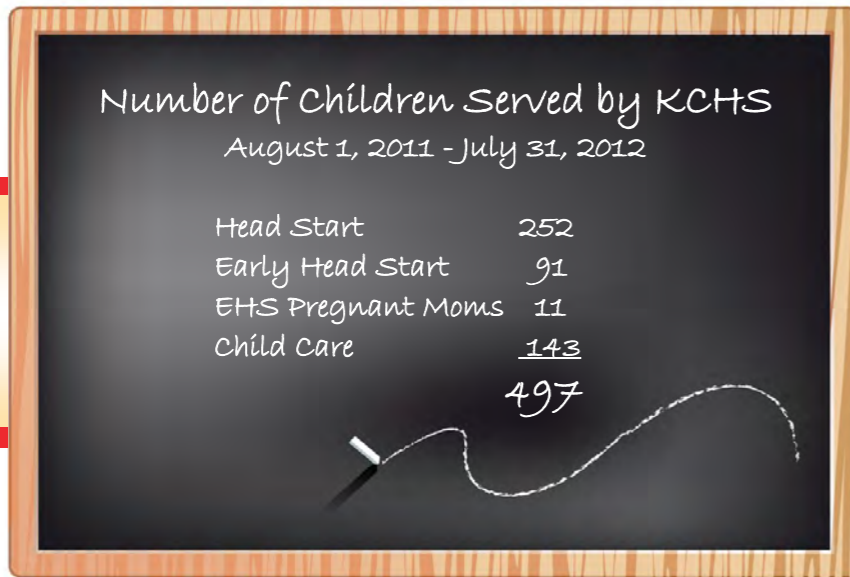 Number of Children Served by KCHS
August 1, 2011 - July 31, 2012
Head Start 252
Early Head Start 91
EHS Pregnant Moms 11
Child Care 143
497